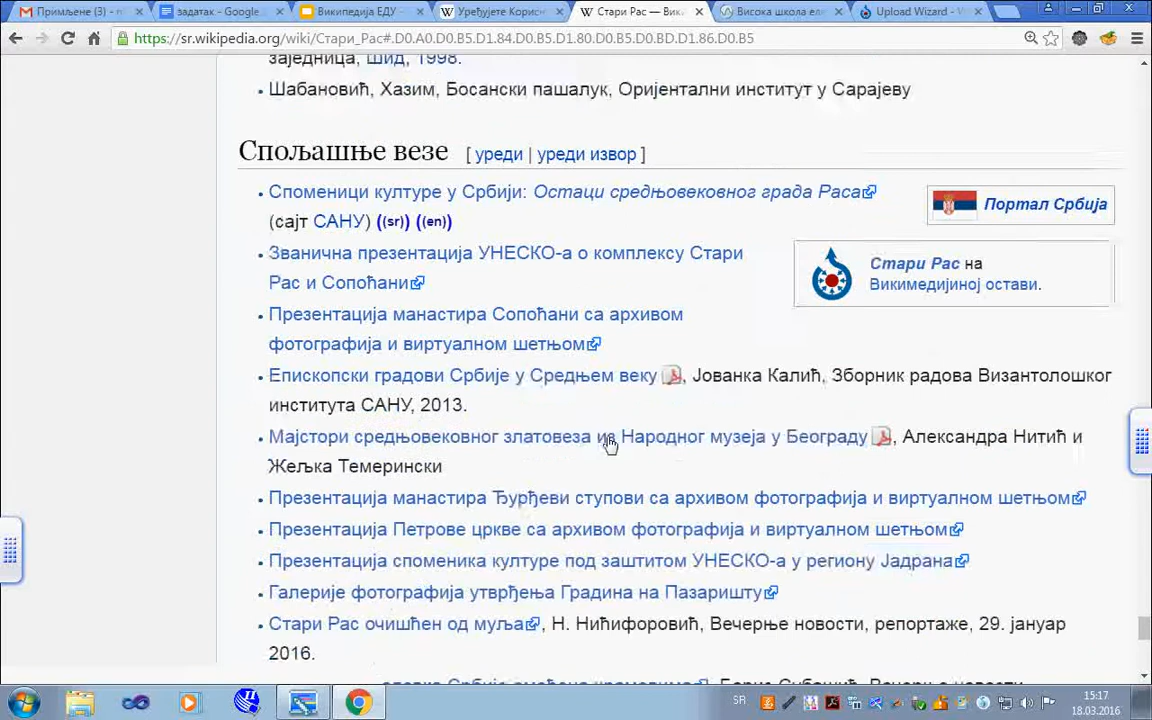 Примљене (3) - n
задатак - Google
Википедија ЕДУ -
Уређујете Корисн
Стари Рас — Вик
Висока школа еле
Upload Wizard - W
https://sr.wikipedia.org/wiki/Стари_Рас#.D0.A0.D0.B5.D1.84.D0.B5.D1.80.D0.B5.D0.BD.D1.86.D0.B5
заједница, Шид, 1998.
Шабановић, Хазим, Босански пашалук, Оријентални институт у Сарајеву
Спољашње везе [ уреди | уреди извор ]
Споменици културе у Србији: Остаци средњовековног града Раса
(сајт САНУ) ((sr)) ((en))
Портал Србија
Званична презентација УНЕСКО-а о комплексу Стари
Рас и Сопоћани
Стари Рас на
Викимедијиној остави.
Презентација манастира Сопоћани са архивом
фотографија и виртуалном шетњом
Епископски градови Србије у Средњем веку , Јованка Калић, Зборник радова Византолошког
института САНУ, 2013.
Мајстори средњовековног златовеза из Народног музеја у Београду , Александра Нитић и
Жељка Темерински
Презентација манастира Ђурђеви ступови са архивом фотографија и виртуалном шетњом
Презентација Петрове цркве са архивом фотографија и виртуалном шетњом
Презентација споменика културе под заштитом УНЕСКО-а у региону Јадрана
Галерије фотографија утврђења Градина на Пазаришту
Стари Рас очишћен од муља , Н. Нићифоровић, Вечерње новости, репортаже, 29. јануар
2016.
SR
15:17
18.03.2016